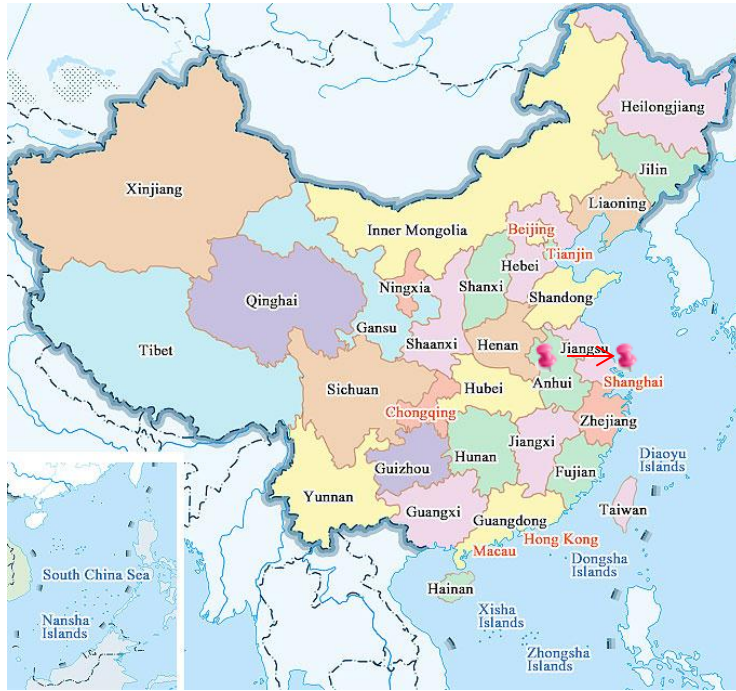 Heilongjiang
Jilin
Xinjiang
Liaoning
Inner Mongolia
Beijing
Tianjin
Hebei
Ningxia
Shanxi
Qinghai
Shandong
Gansu
Shaanxi
Henan
Jiangsu
Tibet
Anhui
Shanghai
Sichuan
Hubei
Chongqing
Zhejiang
Jiangxi
Hunan
Guizhou
Fujian
Diaoyu
Islands
Yunnan
Guangxi
Guangdong
Taiwan
Hong Kong
Macau
Dongsha
Islands
South China Sea
Hainan
Nansha
Islands
Xisha
Islands
Zhongsha
Islands